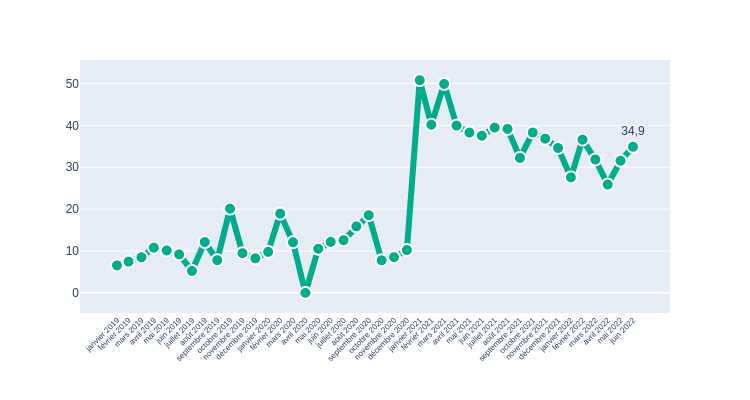 50
40
30
20
10
0
34,9
janvier 2019
février 2019
mars 2019
avril 2019
mai 2019
juin 2019
juillet 2019
août 2019
septembre 2019
octobre 2019
novembre 2019
décembre 2019
janvier 2020
février 2020
mars 2020
avril 2020
mai 2020
juin 2020
juillet 2020
août 2020
septembre 2020
octobre 2020
novembre 2020
décembre 2020
janvier 2021
février 2021
mars 2021
avril 2021
mai 2021
juin 2021
juillet 2021
août 2021
septembre 2021
octobre 2021
novembre 2021
décembre 2021
janvier 2022
février 2022
mars 2022
avril 2022
mai 2022
juin 2022